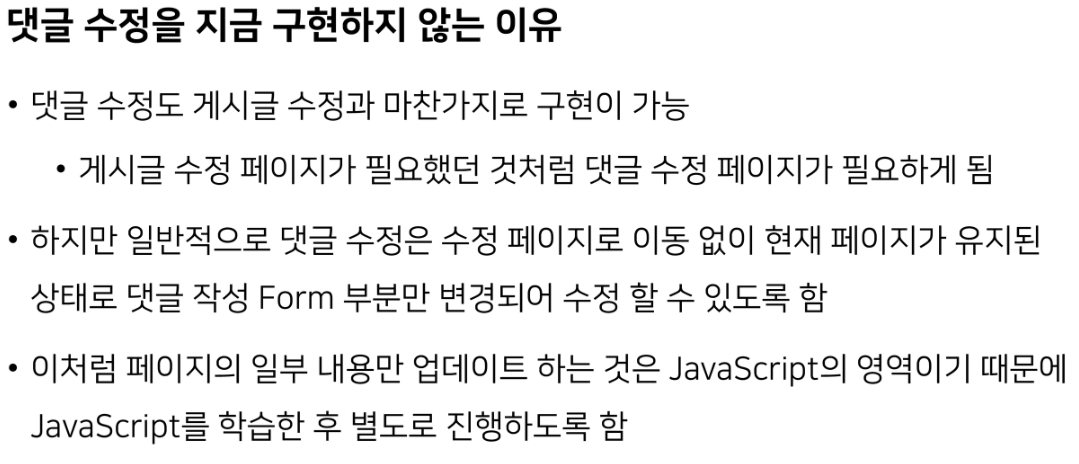 댓글 수정을 지금 구현하지 않는 이유
• 댓글 수정도 게시글 수정과 마찬가지로 구현이 가능
• 게시글 수정 페이지가 필요했던 것처럼 댓글 수정 페이지가 필요하게 됨
• 하지만 일반적으로 댓글 수정은 수정 페이지로 이동 없이 현재 페이지가 유지된
상태로 댓글 작성 Form 부분만 변경되어 수정 할 수 있도록 함
• 이처럼 페이지의 일부 내용만 업데이트 하는 것은 JavaScript의 영역이기 때문에
JavaScript를 학습한 후 별도로 진행하도록 함